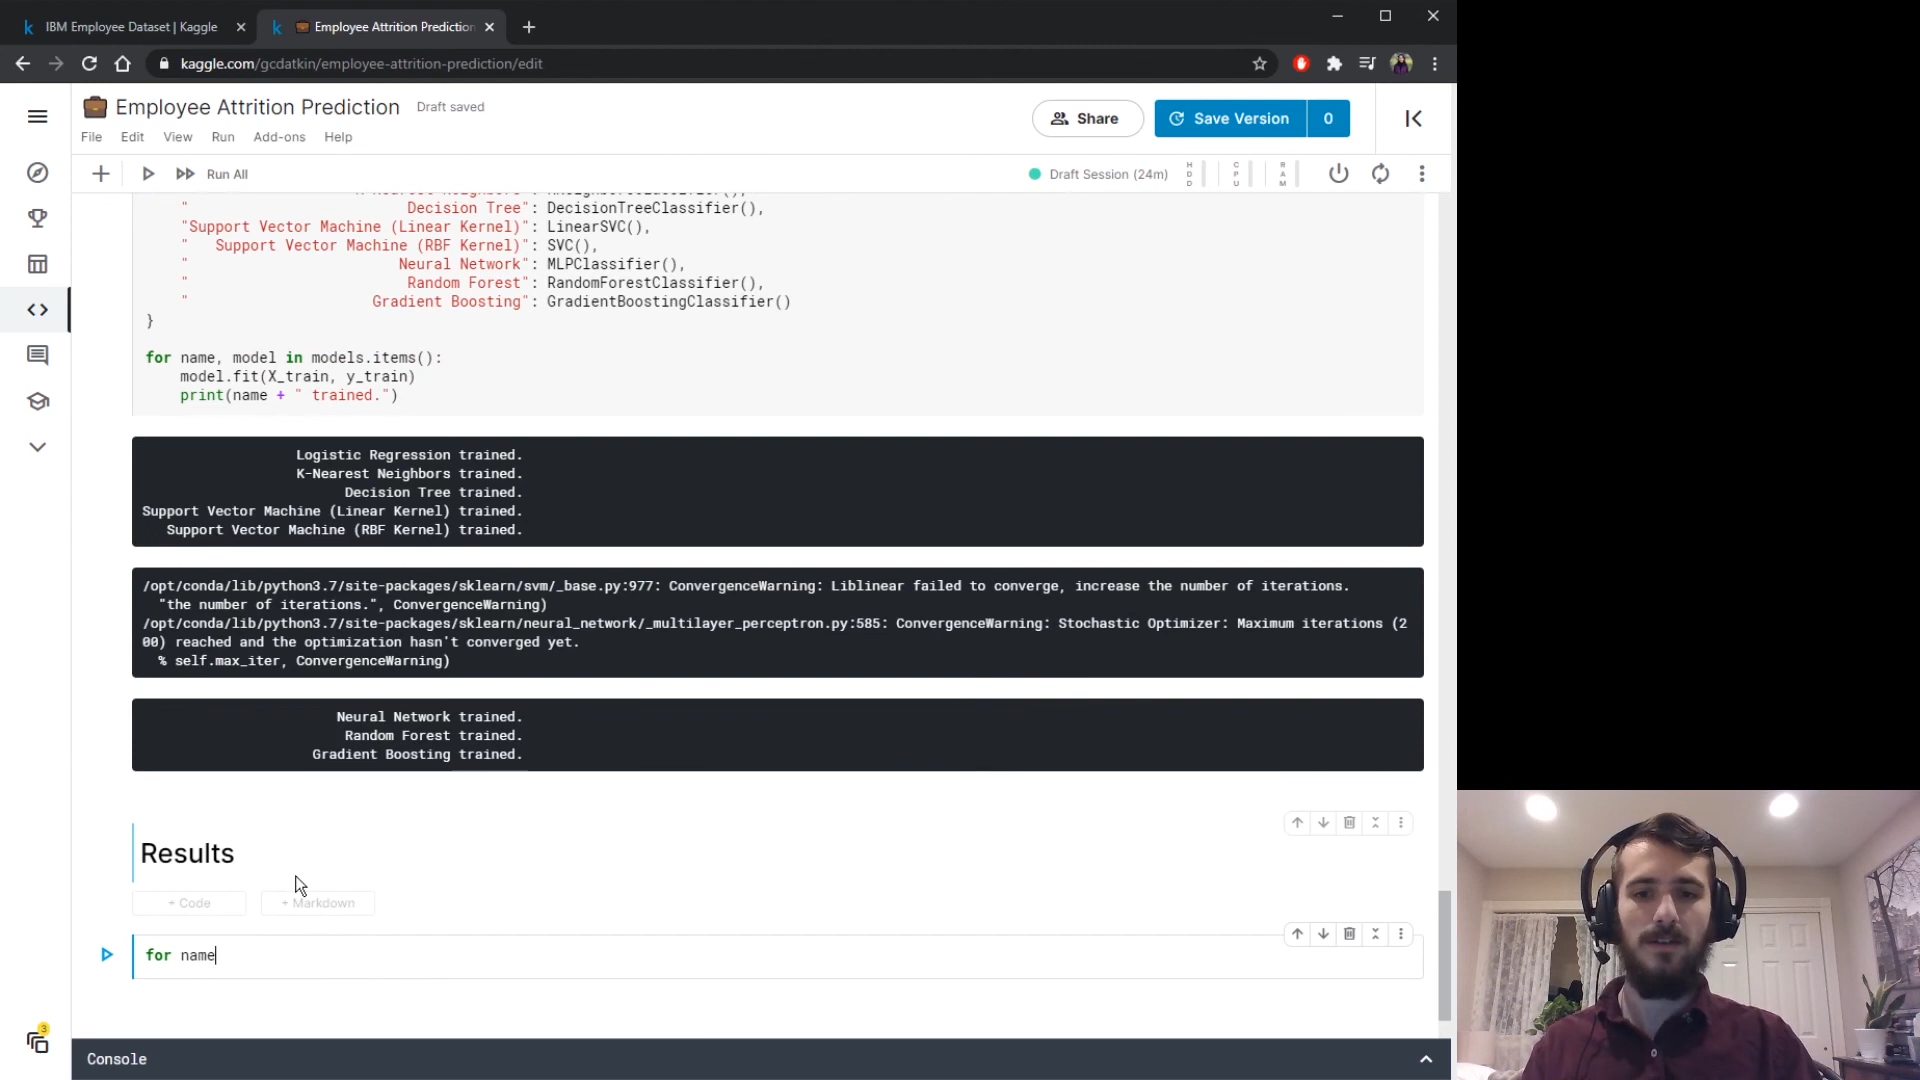 IBM Employee Dataset | Kaggle
Employee Attrition Prediction
kaggle.com/gcdatkin/employee-attrition-prediction/edit
Employee Attrition Prediction
Draft saved
Share
Save Version
0
File Edit View Run Add-ons Help
Run All
Draft Session (24m)
HDD
CPU
RAM
" Decision Tree": DecisionTreeClassifier(),
"Support Vector Machine (Linear Kernel)": LinearSVC(),
" Support Vector Machine (RBF Kernel)": SVC(),
" Neural Network": MLPClassifier(),
" Random Forest": RandomForestClassifier(),
" Gradient Boosting": GradientBoostingClassifier()
}
for name, model in models.items():
model.fit(X_train, y_train)
print(name + " trained.")
Logistic Regression trained.
K-Nearest Neighbors trained.
Decision Tree trained.
Support Vector Machine (Linear Kernel) trained.
Support Vector Machine (RBF Kernel) trained.
/opt/conda/lib/python3.7/site-packages/sklearn/svm/_base.py:977: ConvergenceWarning: Liblinear failed to converge, increase the number of iterations.
"the number of iterations.", ConvergenceWarning)
/opt/conda/lib/python3.7/site-packages/sklearn/neural_network/_multilayer_perceptron.py:585: ConvergenceWarning: Stochastic Optimizer: Maximum iterations (2
00) reached and the optimization hasn't converged yet.
% self.max_iter, ConvergenceWarning)
Neural Network trained.
Random Forest trained.
Gradient Boosting trained.
Results
+ Code
+ Markdown
for name
3
Console